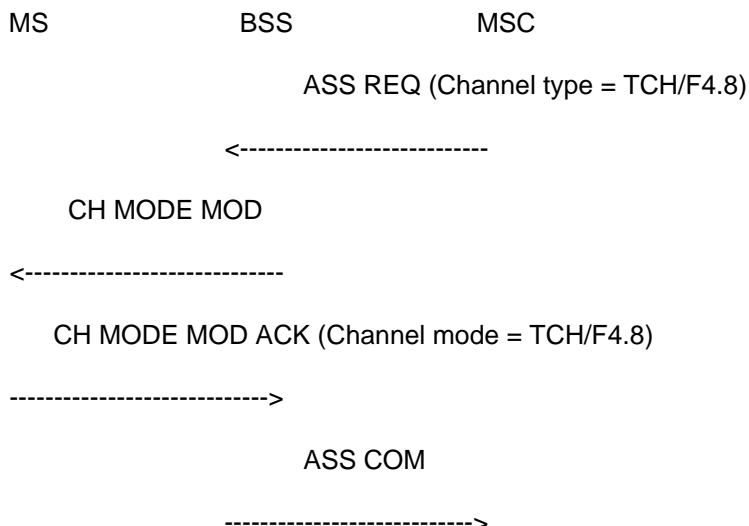 MS BSS MSC
ASS REQ (Channel type = TCH/F4.8)
<----------------------------
CH MODE MOD
<-----------------------------
CH MODE MOD ACK (Channel mode = TCH/F4.8)
----------------------------->
ASS COM
---------------------------->